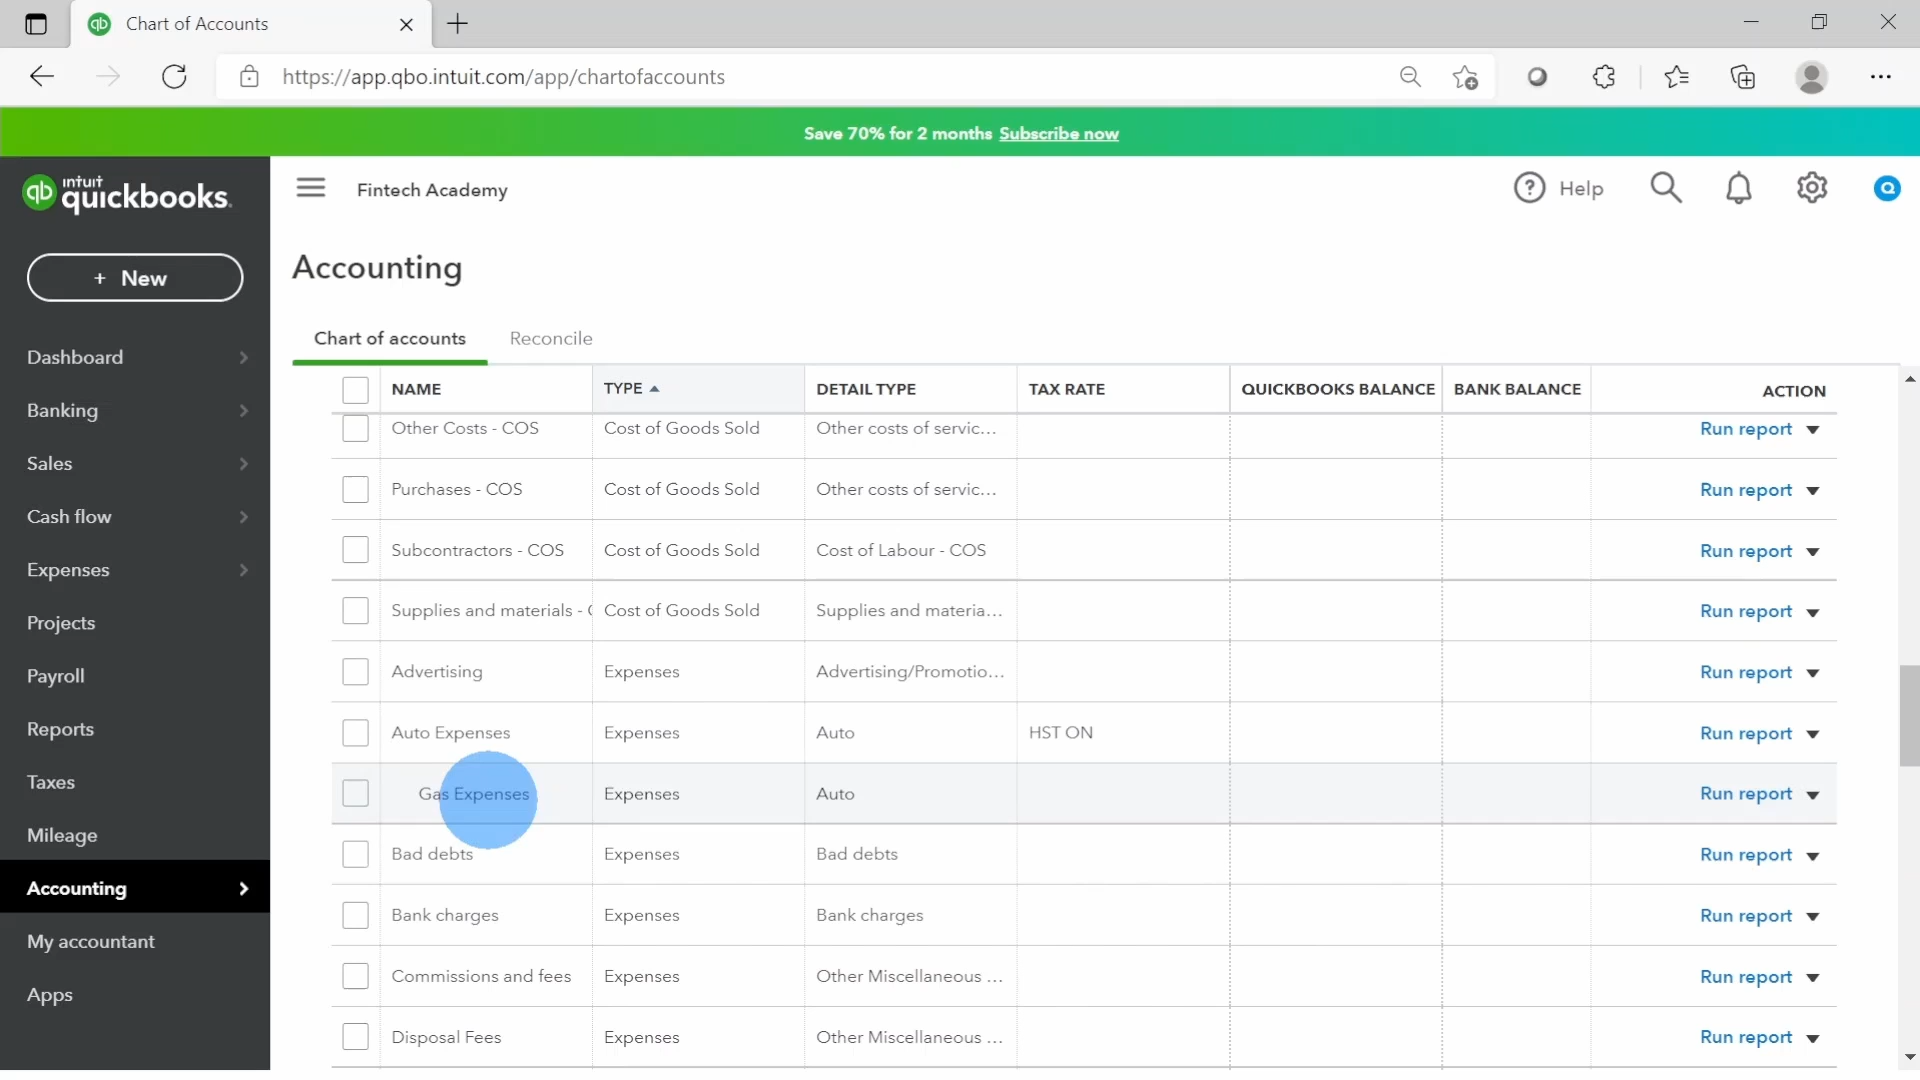 Chart of Accounts
https://app.qbo.intuit.com/app/chartofaccounts
Save 70% for 2 months Subscribe now
qb intuit quickbooks.
Fintech Academy
Help
Q
+ New
Accounting
Chart of accounts Reconcile
Dashboard
Banking
Sales
Cash flow
Expenses
Projects
Payroll
Reports
Taxes
Mileage
Accounting
My accountant
Apps
NAME TYPE DETAIL TYPE TAX RATE QUICKBOOKS BALANCE BANK BALANCE ACTION
Other Costs - COS Cost of Goods Sold Other costs of servic... Run report
Purchases - COS Cost of Goods Sold Other costs of servic... Run report
Subcontractors - COS Cost of Goods Sold Cost of Labour - COS Run report
Supplies and materials - Cost of Goods Sold Supplies and materia... Run report
Advertising Expenses Advertising/Promotio... Run report
Auto Expenses Expenses Auto HST ON Run report
Gas Expenses Expenses Auto Run report
Bad debts Expenses Bad debts Run report
Bank charges Expenses Bank charges Run report
Commissions and fees Expenses Other Miscellaneous ... Run report
Disposal Fees Expenses Other Miscellaneous ... Run report